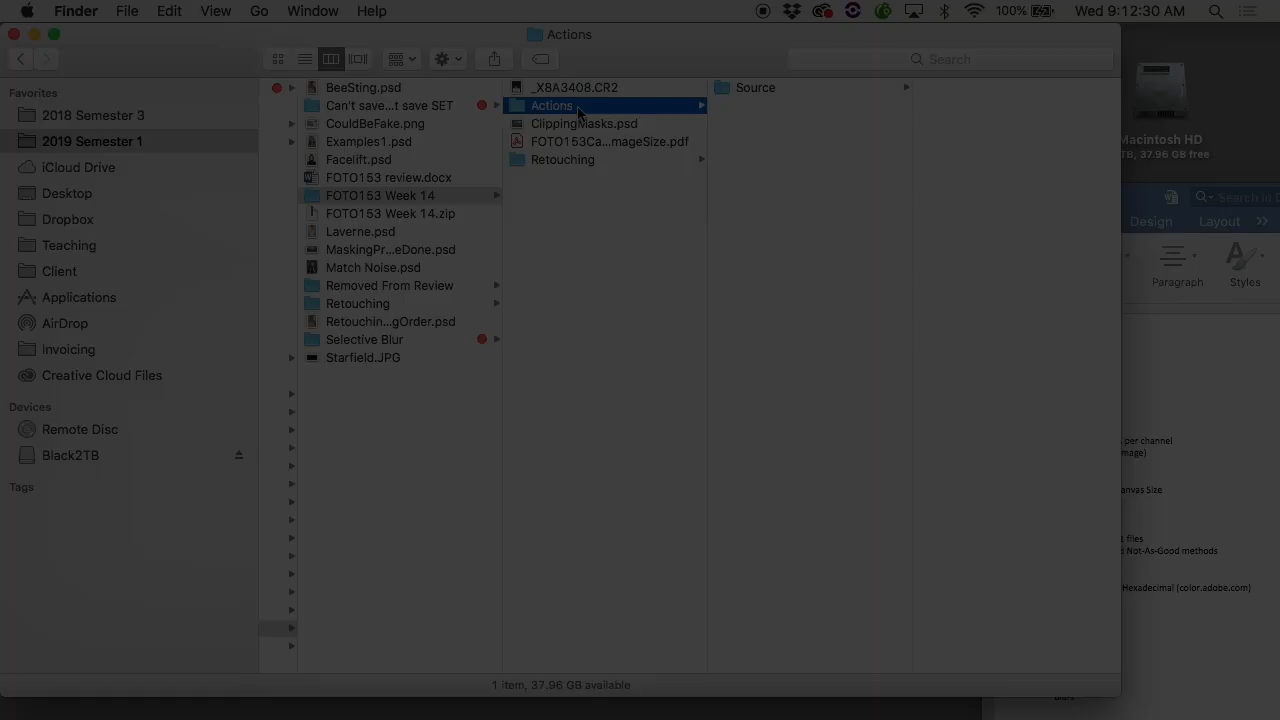 Finder File Edit View Go Window Help 100% Wed 9:12:30 AM
Actions
Search
Favorites
2018 Semester 3
2019 Semester 1
iCloud Drive
Desktop
Dropbox
Teaching
Client
Applications
AirDrop
Invoicing
Creative Cloud Files
Devices
Remote Disc
Black2TB
Tags
BeeSting.psd
Can't save...t save SET
CouldBeFake.png
Examples1.psd
Facelift.psd
FOTO153 review.docx
FOTO153 Week 14
FOTO153 Week 14.zip
Laverne.psd
MaskingPr...eDone.psd
Match Noise.psd
Removed From Review
Retouching
Retouchin...gOrder.psd
Selective Blur
Starfield.JPG
_X8A3408.CR2
Actions
ClippingMasks.psd
FOTO153Ca...mageSize.pdf
Retouching
Source
1 item, 37.96 GB available
Macintosh HD
TB, 37.96 GB free
Search in D
Design Layout
Paragraph Styles
per channel
mage)
anvas Size
files
d Not-As-Good methods
Hexadecimal [color.adobe.com]